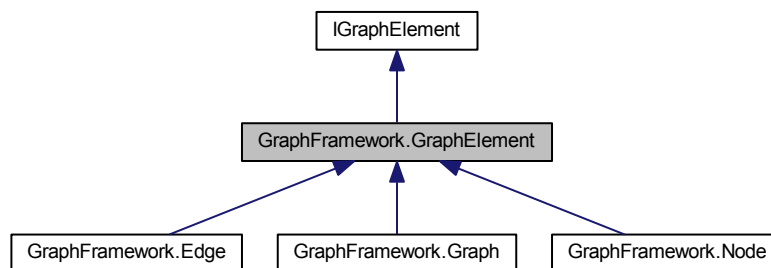 IGraphElement
GraphFramework.GraphElement
GraphFramework.Edge
GraphFramework.Graph
GraphFramework.Node